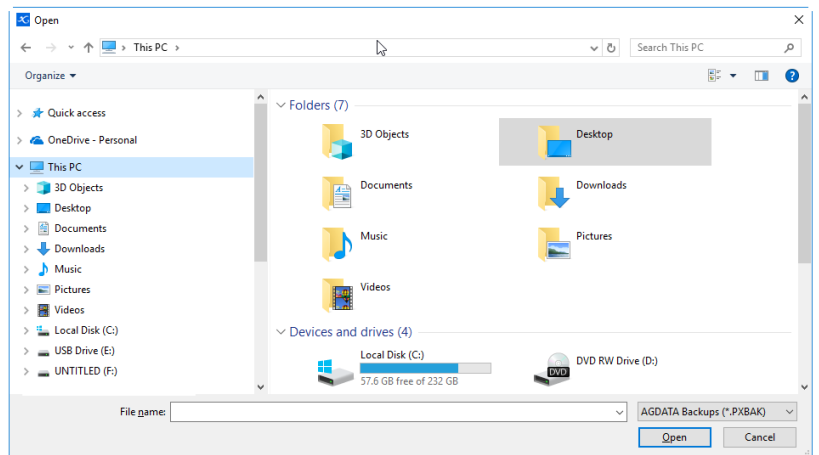 Open
This PC
Search This PC
Organize
Quick access
OneDrive - Personal
This PC
3D Objects
Desktop
Documents
Downloads
Music
Pictures
Videos
Local Disk (C:)
USB Drive (E:)
UNTITLED (F:)
Folders (7)
3D Objects
Desktop
Documents
Downloads
Music
Pictures
Videos
Devices and drives (4)
Local Disk (C:)
57.6 GB free of 232 GB
DVD RW Drive (D:)
DVD
File name:
AGDATA Backups (*.PXBAK)
Open
Cancel